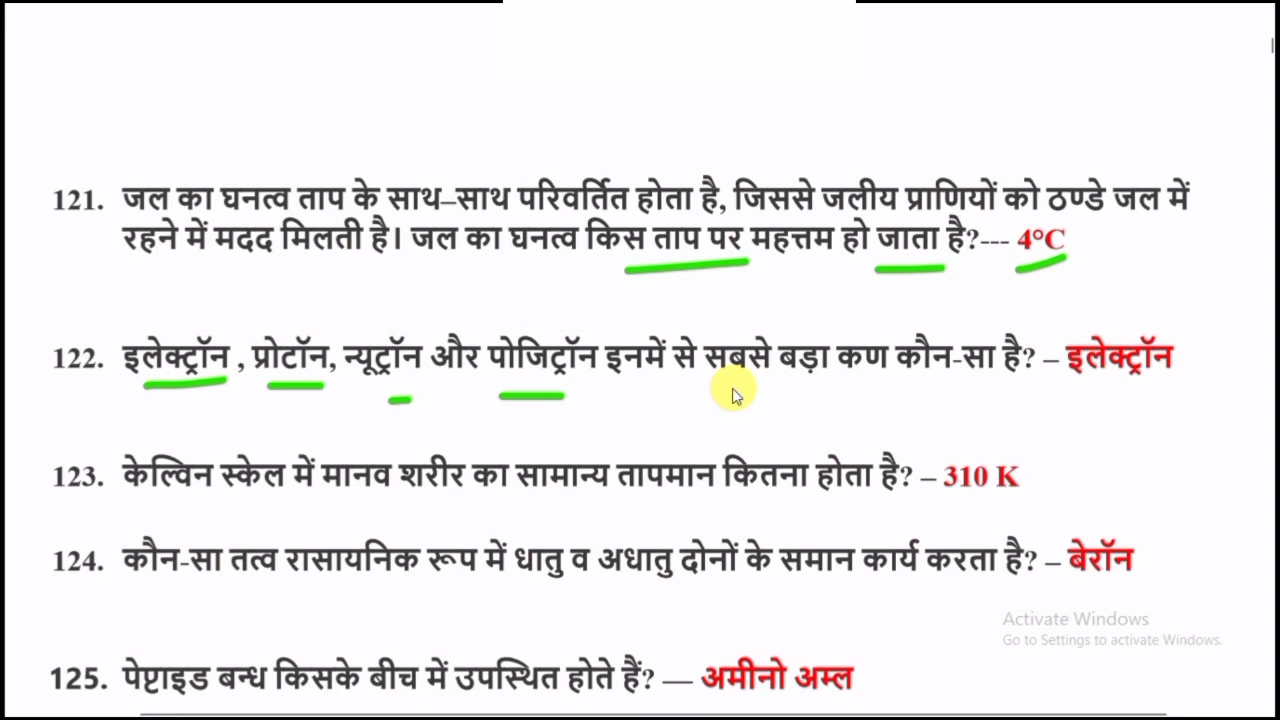 121. जल का घनत्व ताप के साथ–साथ परिवर्तित होता है, जिससे जलीय प्राणियों को ठण्डे जल में
रहने में मदद मिलती है। जल का घनत्व किस ताप पर महत्तम हो जाता है?--- 4°C
122. इलेक्ट्रॉन , प्रोटॉन, न्यूट्रॉन और पोजिट्रॉन इनमें से सबसे बड़ा कण कौन-सा है? – इलेक्ट्रॉन
123. केल्विन स्केल में मानव शरीर का सामान्य तापमान कितना होता है? – 310 K
124. कौन-सा तत्व रासायनिक रूप में धातु व अधातु दोनों के समान कार्य करता है? – बेरॉन
Activate Windows
Go to Settings to activate Windows.
125. पेप्टाइड बन्ध किसके बीच में उपस्थित होते हैं? — अमीनो अम्ल